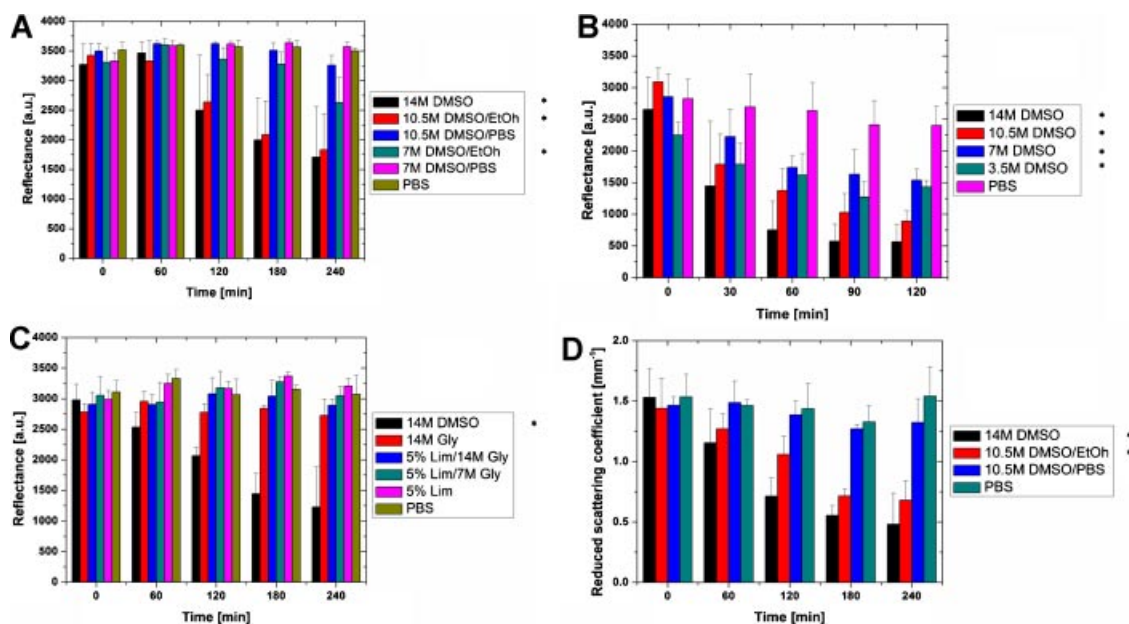 A
Reflectance [a.u.]
4000
3500
3000
2500
2000
1500
1000
500
0
0 60 120 180 240
Time [min]
14M DMSO *
10.5M DMSO/EtOh *
10.5M DMSO/PBS
7M DMSO/EtOh *
7M DMSO/PBS
PBS
B
Reflectance [a.u.]
4000
3500
3000
2500
2000
1500
1000
500
0
0 30 60 90 120
Time [min]
14M DMSO *
10.5M DMSO *
7M DMSO *
3.5M DMSO *
PBS
C
Reflectance [a.u.]
4000
3500
3000
2500
2000
1500
1000
500
0
0 60 120 180 240
Time [min]
14M DMSO *
14M Gly
5% Lim/14M Gly
5% Lim/7M Gly
5% Lim
PBS
D
Reduced scattering coefficient [mm⁻¹]
2.0
1.5
1.0
0.5
0.0
0 60 120 180 240
Time [min]
14M DMSO *
10.5M DMSO/EtOh *
10.5M DMSO/PBS
PBS